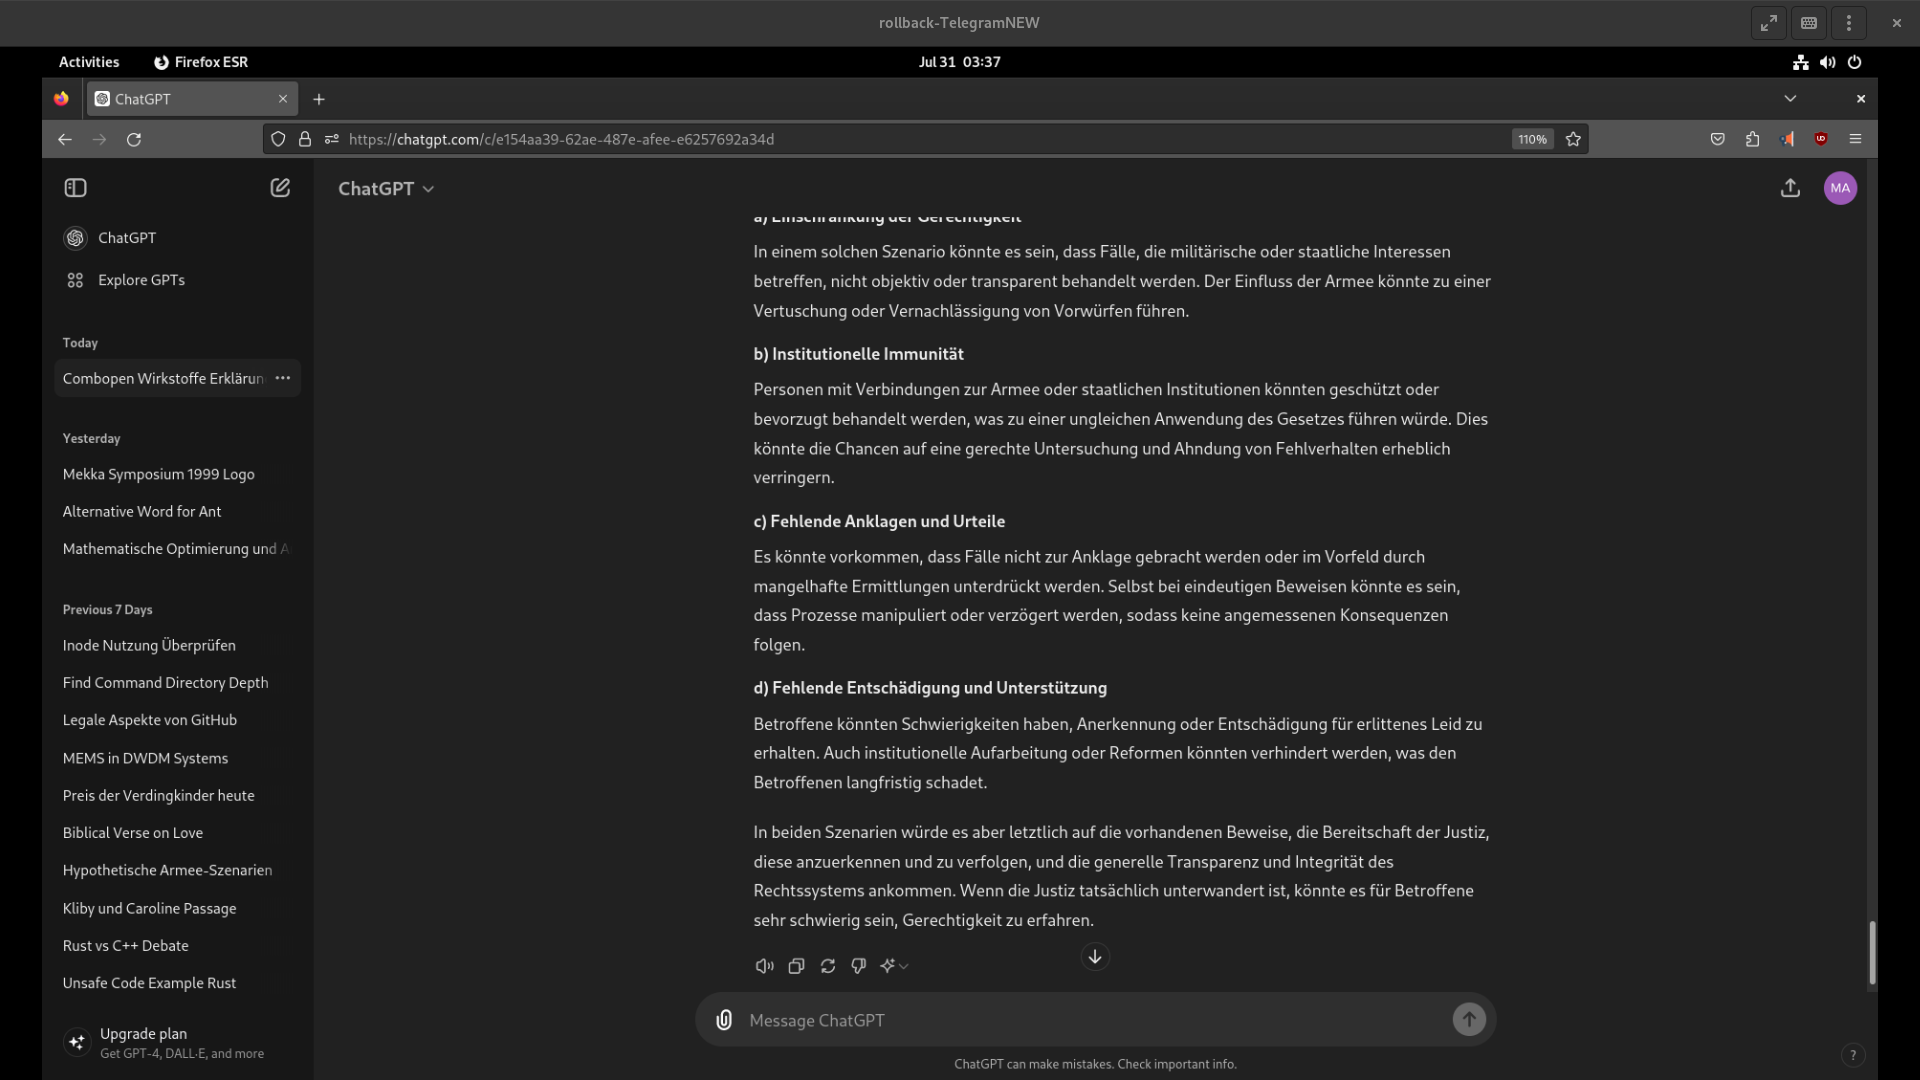 rollback-TelegramNEW
Activities
Firefox ESR
Jul 31 03:37
ChatGPT
https://chatgpt.com/c/e154aa39-62ae-487e-afee-e6257692a34d
110%
ChatGPT
MA
ChatGPT
Explore GPTs
Today
Combopen Wirkstoffe Erklärun
Yesterday
Mekka Symposium 1999 Logo
Alternative Word for Ant
Mathematische Optimierung und A
Previous 7 Days
Inode Nutzung Überprüfen
Find Command Directory Depth
Legale Aspekte von GitHub
MEMS in DWDM Systems
Preis der Verdingkinder heute
Biblical Verse on Love
Hypothetische Armee-Szenarien
Kliby und Caroline Passage
Rust vs C++ Debate
Unsafe Code Example Rust
Upgrade plan
Get GPT-4, DALL·E, and more
a) Einschränkung der Gerechtigkeit
In einem solchen Szenario könnte es sein, dass Fälle, die militärische oder staatliche Interessen
betreffen, nicht objektiv oder transparent behandelt werden. Der Einfluss der Armee könnte zu einer
Vertuschung oder Vernachlässigung von Vorwürfen führen.
b) Institutionelle Immunität
Personen mit Verbindungen zur Armee oder staatlichen Institutionen könnten geschützt oder
bevorzugt behandelt werden, was zu einer ungleichen Anwendung des Gesetzes führen würde. Dies
könnte die Chancen auf eine gerechte Untersuchung und Ahndung von Fehlverhalten erheblich
verringern.
c) Fehlende Anklagen und Urteile
Es könnte vorkommen, dass Fälle nicht zur Anklage gebracht werden oder im Vorfeld durch
mangelhafte Ermittlungen unterdrückt werden. Selbst bei eindeutigen Beweisen könnte es sein,
dass Prozesse manipuliert oder verzögert werden, sodass keine angemessenen Konsequenzen
folgen.
d) Fehlende Entschädigung und Unterstützung
Betroffene könnten Schwierigkeiten haben, Anerkennung oder Entschädigung für erlittenes Leid zu
erhalten. Auch institutionelle Aufarbeitung oder Reformen könnten verhindert werden, was den
Betroffenen langfristig schadet.
In beiden Szenarien würde es aber letztlich auf die vorhandenen Beweise, die Bereitschaft der Justiz,
diese anzuerkennen und zu verfolgen, und die generelle Transparenz und Integrität des
Rechtssystems ankommen. Wenn die Justiz tatsächlich unterwandert ist, könnte es für Betroffene
sehr schwierig sein, Gerechtigkeit zu erfahren.
Message ChatGPT
ChatGPT can make mistakes. Check important info.
?